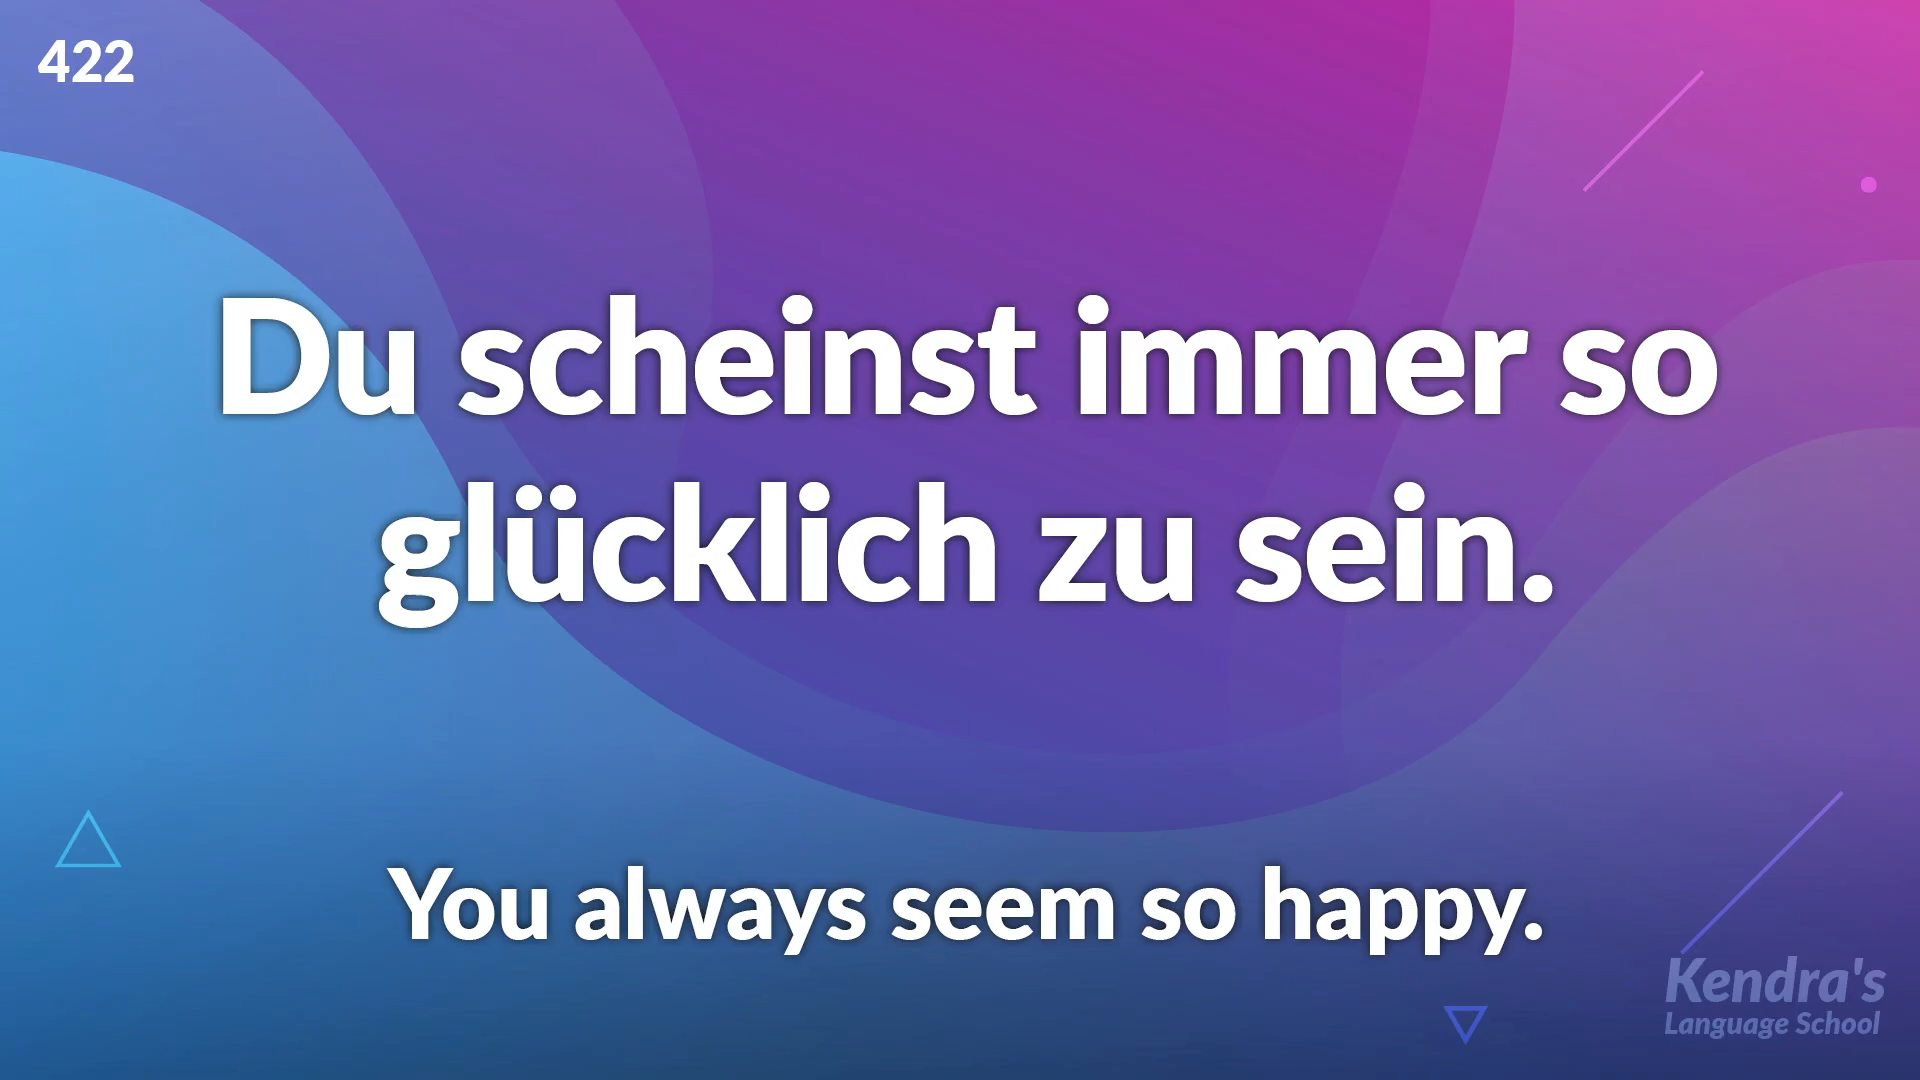 422
Du scheinst immer so
glücklich zu sein.
You always seem so happy.
Kendra's
Language School